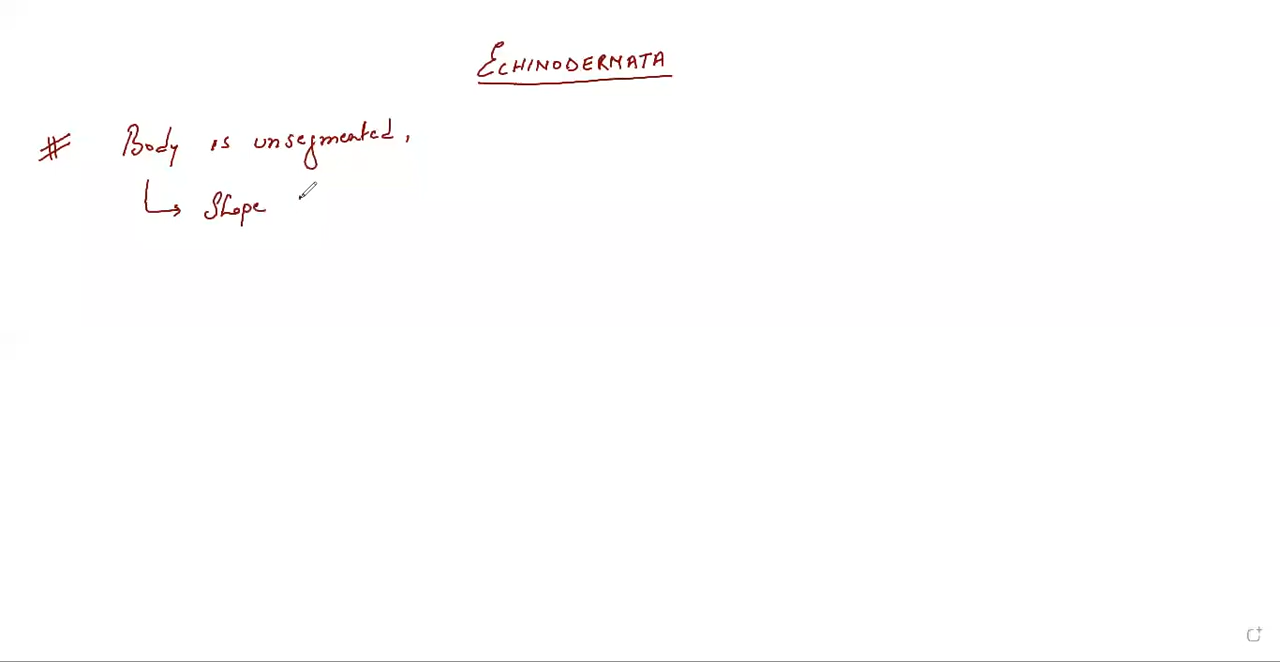 ECHINODERMATA
# Body is unsegmented,
↳ Shape